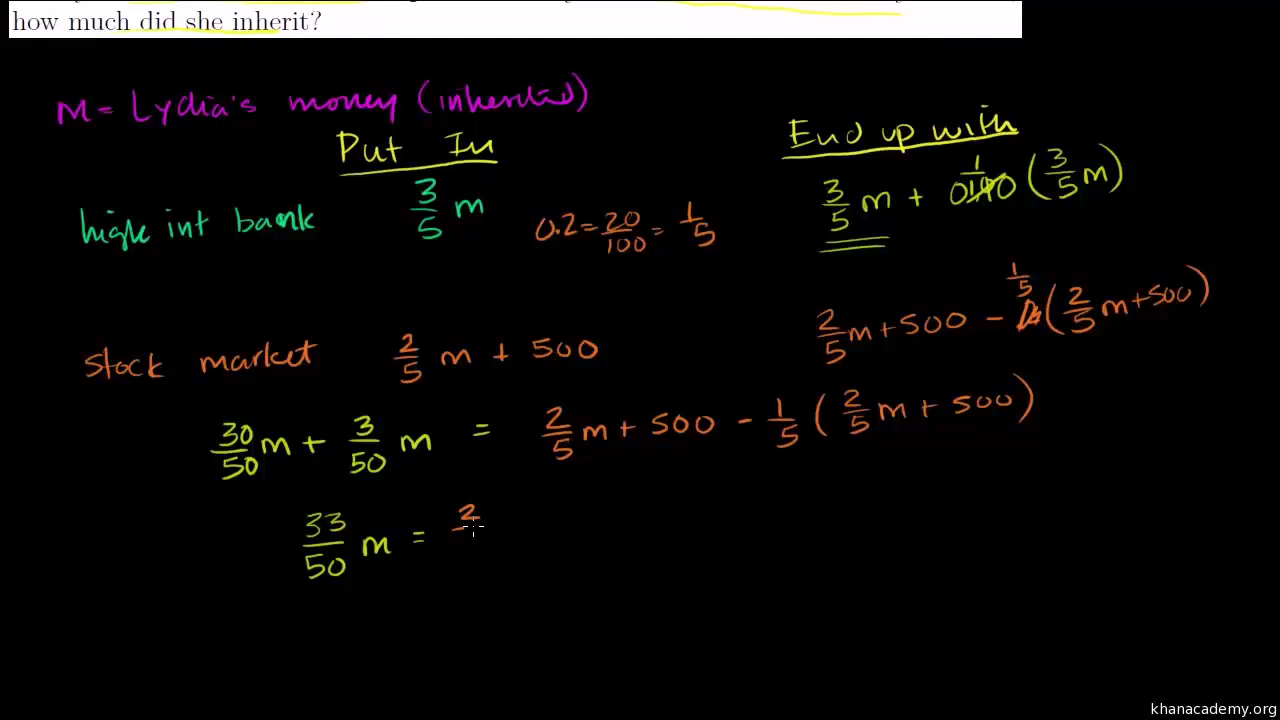 how much did she inherit?
M = Lydia's money (inherited)
Put In
End up with
high int bank 3/5 m
0.2 = 20/100 = 1/5
3/5 m + 0.10 1 (3/5 m)
stock market 2/5 m + 500
2/5 m + 500 - 1/5 (2/5 m + 500)
30/50 m + 3/50 m = 2/5 m + 500 - 1/5 (2/5 m + 500)
33/50 m = 2
khanacademy.org